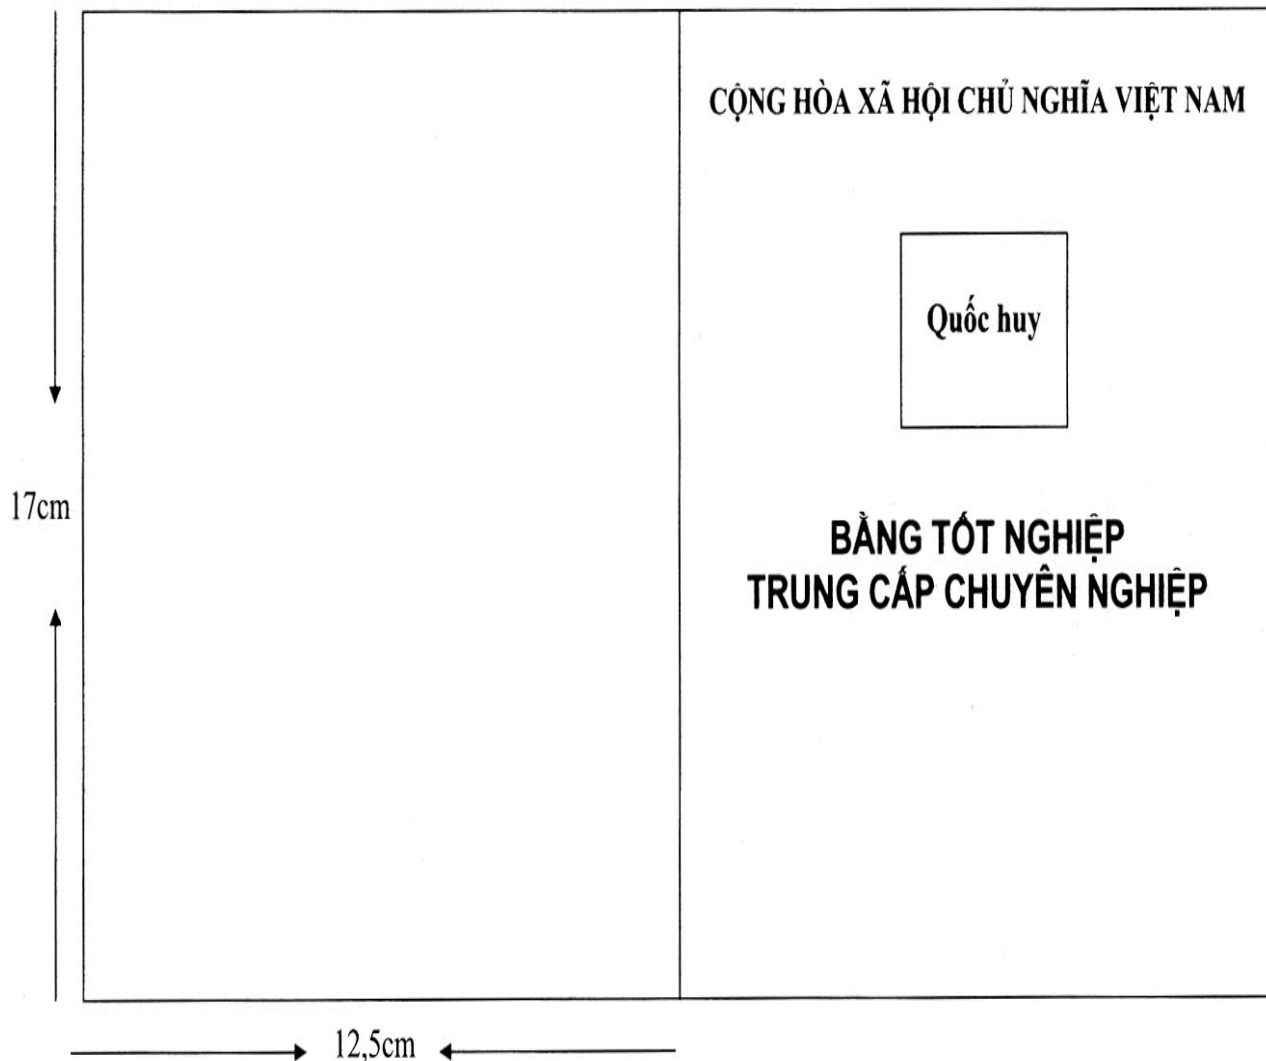 CỘNG HÒA XÃ HỘI CHỦ NGHĨA VIỆT NAM
Quốc huy
17cm
BẰNG TỐT NGHIỆP
TRUNG CẤP CHUYÊN NGHIỆP
12,5cm